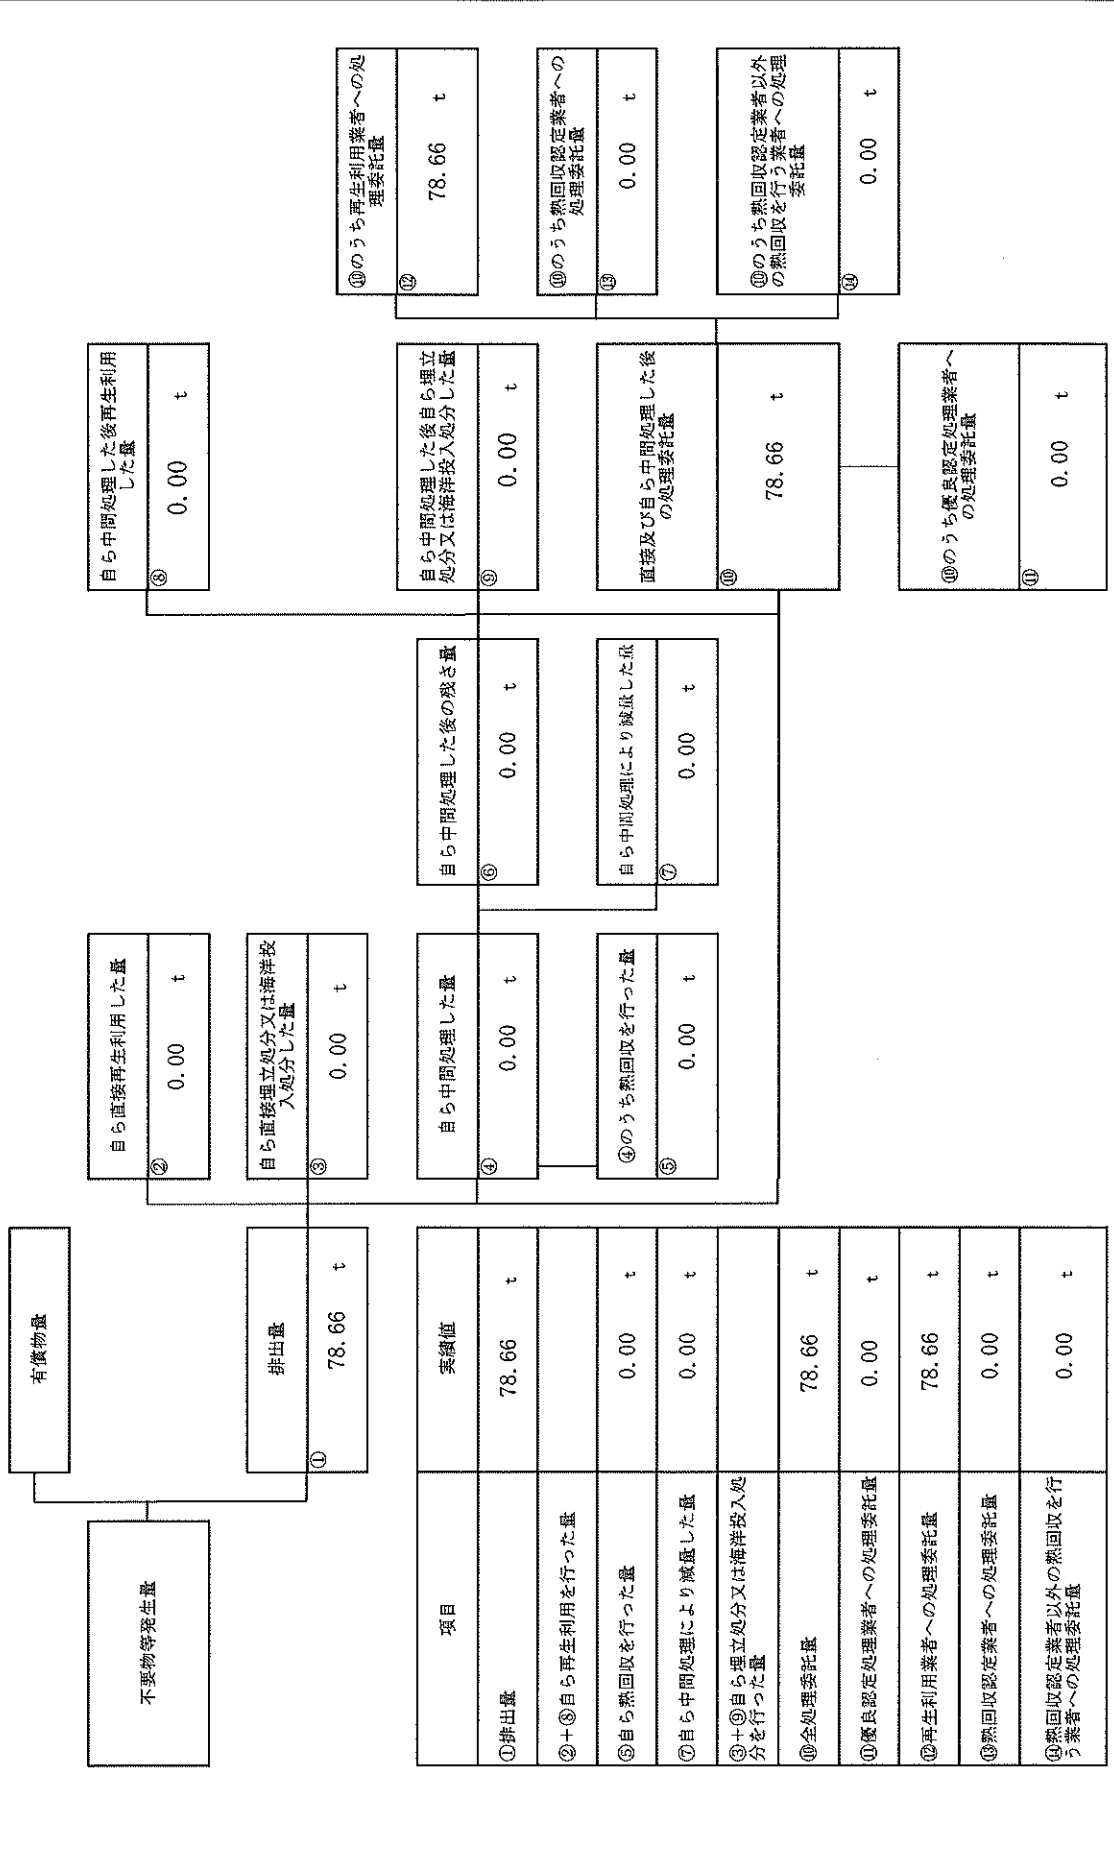 有償物量
不要物等発生量
排出量
①
78.66 t
自ら直接再生利用した量
②
0.00 t
自ら直接埋立処分又は海洋投
入処分した量
③
0.00 t
自ら中間処理した量
④
0.00 t
④のうち熱回収を行った量
⑤
0.00 t
自ら中間処理した後の残さ量
⑥
0.00 t
自ら中間処理により減量した量
⑦
0.00 t
自ら中間処理した後再生利用
した量
⑧
0.00 t
自ら中間処理した後自ら埋立
処分又は海洋投入処分した量
⑨
0.00 t
直接及び自ら中間処理した後
の処理委託量
⑩
78.66 t
⑩のうち優良認定処理業者へ
の処理委託量
⑪
0.00 t
⑩のうち再生利用業者への処
理委託量
⑫
78.66 t
⑩のうち熱回収認定業者への
処理委託量
⑬
0.00 t
⑩のうち熱回収認定業者以外
の熱回収を行う業者への処理
委託量
⑭
0.00 t
項目 実績値
①排出量 78.66 t
②+⑧自ら再生利用を行った量
⑤自ら熱回収を行った量 0.00 t
⑦自ら中間処理により減量した量 0.00 t
③+⑨自ら埋立処分又は海洋投入処
分を行った量
⑩全処理委託量 78.66 t
⑪優良認定処理業者への処理委託量 0.00 t
⑫再生利用業者への処理委託量 78.66 t
⑬熱回収認定業者への処理委託量 0.00 t
⑭熱回収認定業者以外の熱回収を行
う業者への処理委託量 0.00 t